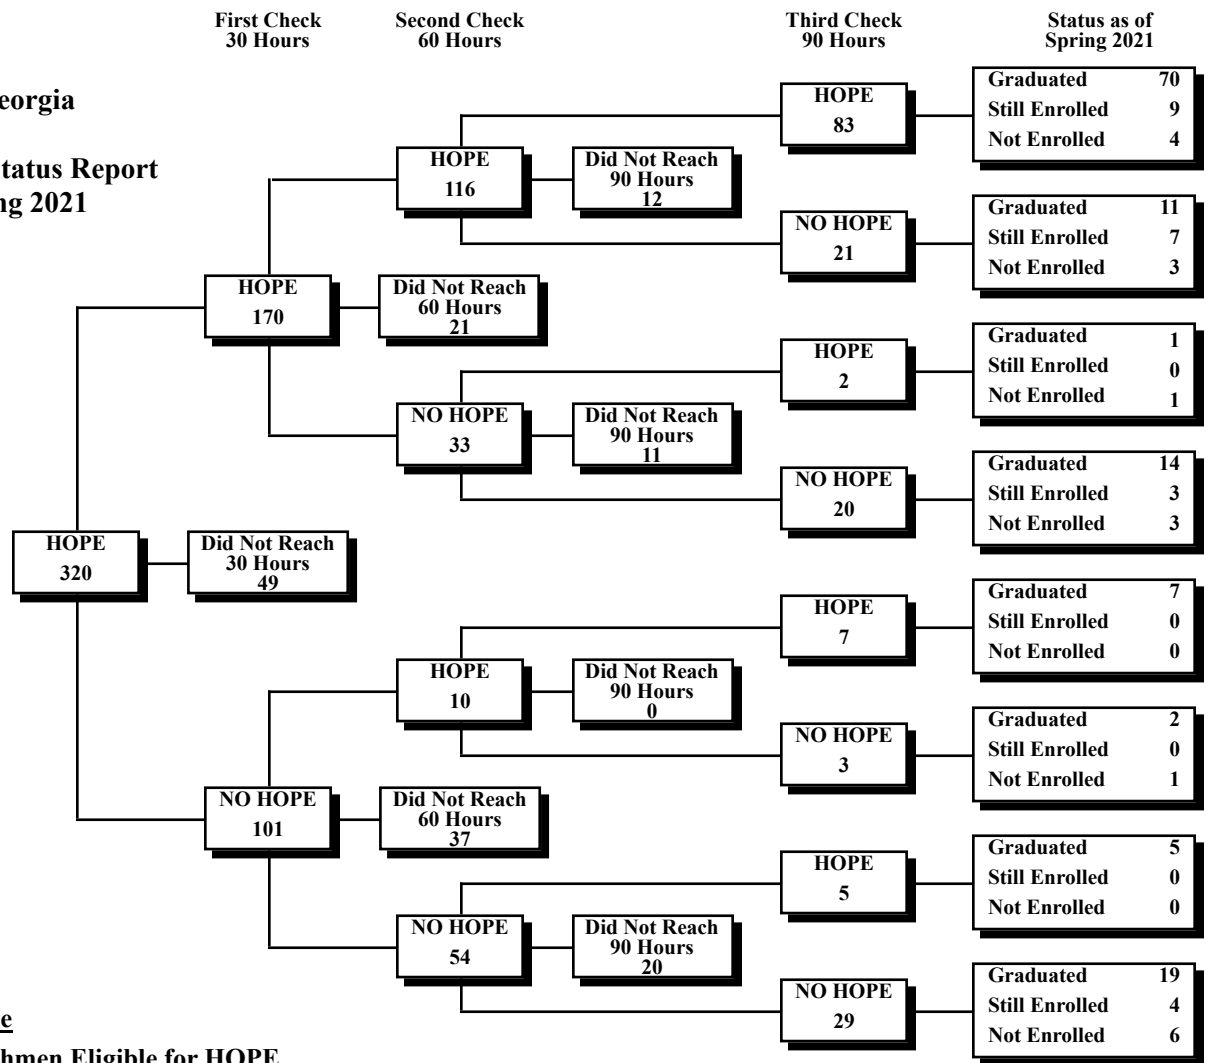 First Check
30 Hours
Second Check
60 Hours
Third Check
90 Hours
Status as of
Spring 2021
Status Report
2021
HOPE
83
Graduated 70
Still Enrolled 9
Not Enrolled 4
HOPE
116
Did Not Reach
90 Hours
12
NO HOPE
21
Graduated 11
Still Enrolled 7
Not Enrolled 3
HOPE
170
Did Not Reach
60 Hours
21
HOPE
2
Graduated 1
Still Enrolled 0
Not Enrolled 1
NO HOPE
33
Did Not Reach
90 Hours
11
NO HOPE
20
Graduated 14
Still Enrolled 3
Not Enrolled 3
HOPE
320
Did Not Reach
30 Hours
49
HOPE
7
Graduated 7
Still Enrolled 0
Not Enrolled 0
HOPE
10
Did Not Reach
90 Hours
0
NO HOPE
3
Graduated 2
Still Enrolled 0
Not Enrolled 1
NO HOPE
101
Did Not Reach
60 Hours
37
HOPE
5
Graduated 5
Still Enrolled 0
Not Enrolled 0
NO HOPE
54
Did Not Reach
90 Hours
20
NO HOPE
29
Graduated 19
Still Enrolled 4
Not Enrolled 6
Eligible for HOPE